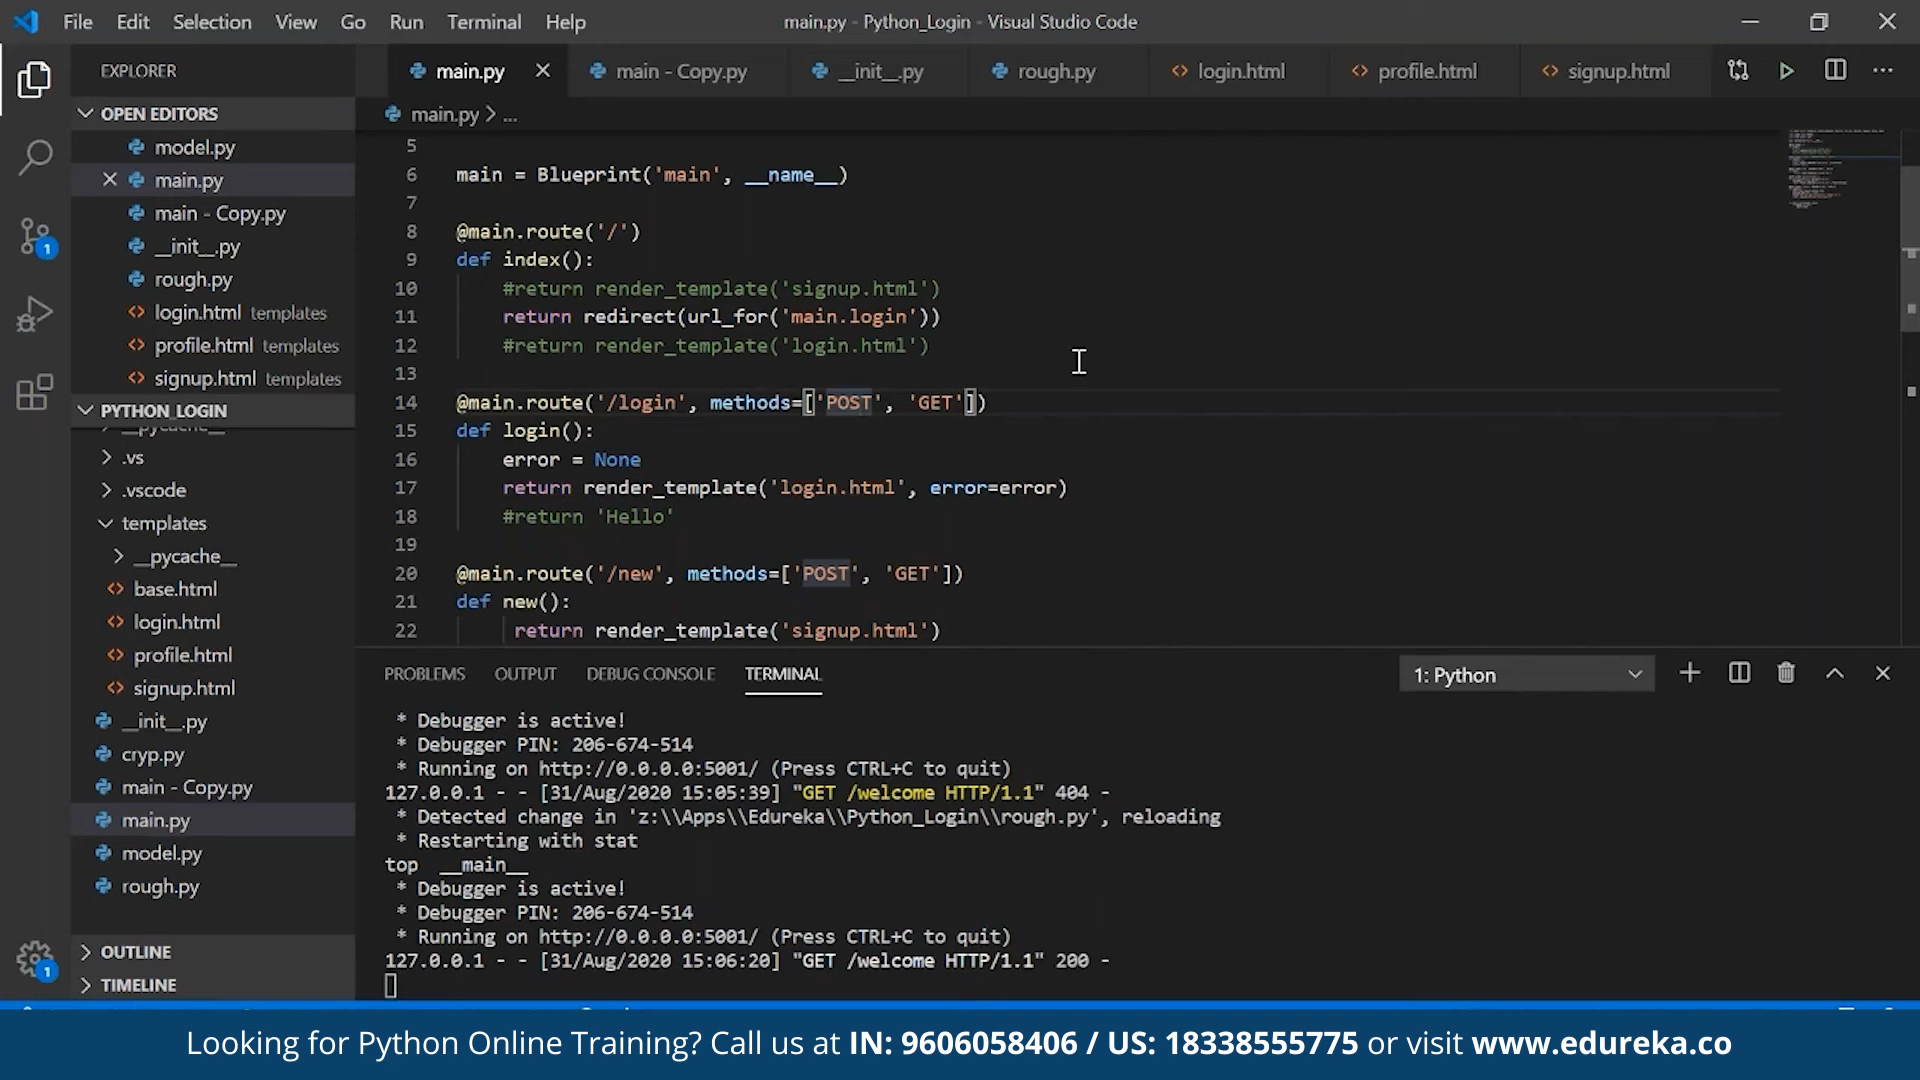 File Edit Selection View Go Run Terminal Help main.py - Python_Login - Visual Studio Code
EXPLORER
OPEN EDITORS
model.py
main.py
main - Copy.py
__init__.py
rough.py
login.html templates
profile.html templates
signup.html templates
PYTHON_LOGIN
__pycache__
.vs
.vscode
templates
__pycache__
base.html
login.html
profile.html
signup.html
__init__.py
cryp.py
main - Copy.py
main.py
model.py
rough.py
OUTLINE
TIMELINE
1
1
main.py main - Copy.py __init__.py rough.py login.html profile.html signup.html
main.py > ...
5
6 main = Blueprint('main', __name__)
7
8 @main.route('/')
9 def index():
10 #return render_template('signup.html')
11 return redirect(url_for('main.login'))
12 #return render_template('login.html')
13
14 @main.route('/login', methods=['POST', 'GET'])
15 def login():
16 error = None
17 return render_template('login.html', error=error)
18 #return 'Hello'
19
20 @main.route('/new', methods=['POST', 'GET'])
21 def new():
22 return render_template('signup.html')
PROBLEMS OUTPUT DEBUG CONSOLE TERMINAL 1: Python
* Debugger is active!
* Debugger PIN: 206-674-514
* Running on http://0.0.0.0:5001/ (Press CTRL+C to quit)
127.0.0.1 - - [31/Aug/2020 15:05:39] "GET /welcome HTTP/1.1" 404 -
* Detected change in 'z:\\Apps\\Edureka\\Python_Login\\rough.py', reloading
* Restarting with stat
top __main__
* Debugger is active!
* Debugger PIN: 206-674-514
* Running on http://0.0.0.0:5001/ (Press CTRL+C to quit)
127.0.0.1 - - [31/Aug/2020 15:06:20] "GET /welcome HTTP/1.1" 200 -
Looking for Python Online Training? Call us at IN: 9606058406 / US: 18338555775 or visit www.edureka.co